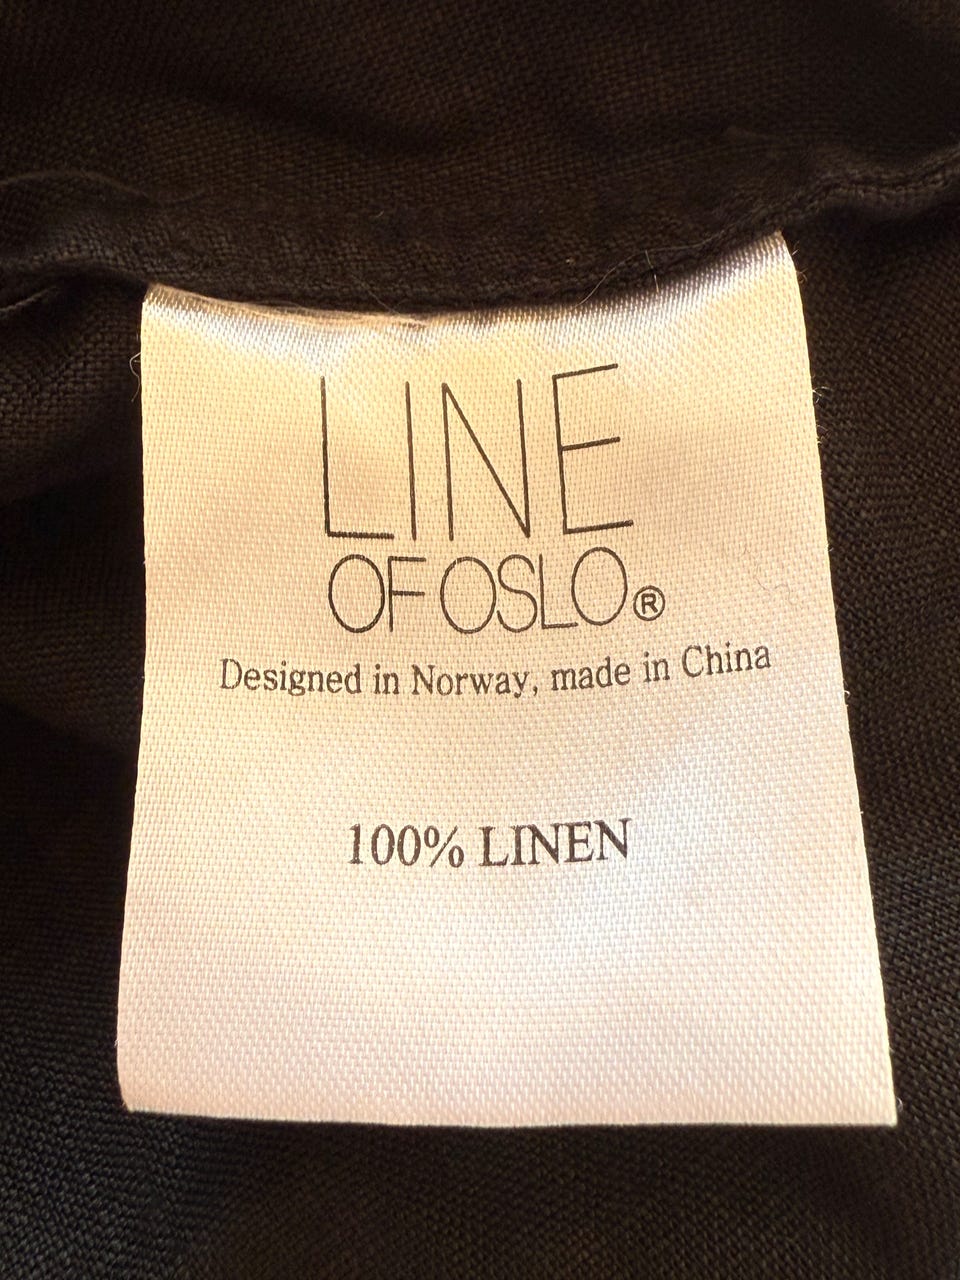 LINE
OF OSLO®
Designed in Norway, made in China
100% LINEN